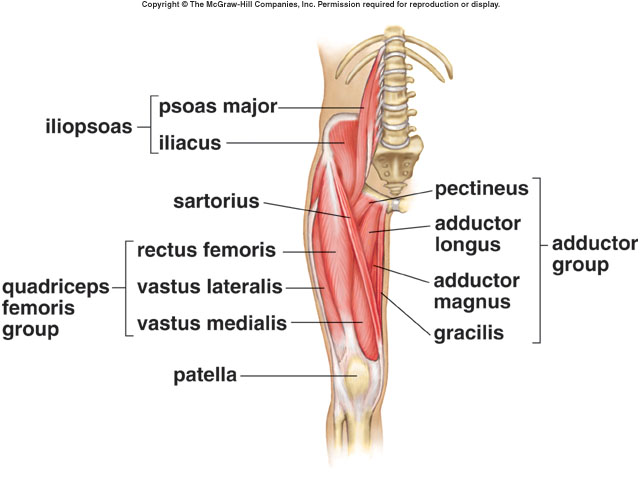 Copyright © The McGraw-Hill Companies, Inc. Permission required for reproduction or display.
psoas major
iliopsoas
iliacus
sartorius
rectus femoris
quadriceps
femoris
group
vastus lateralis
vastus medialis
patella
pectineus
adductor
longus
adductor
group
adductor
magnus
gracilis